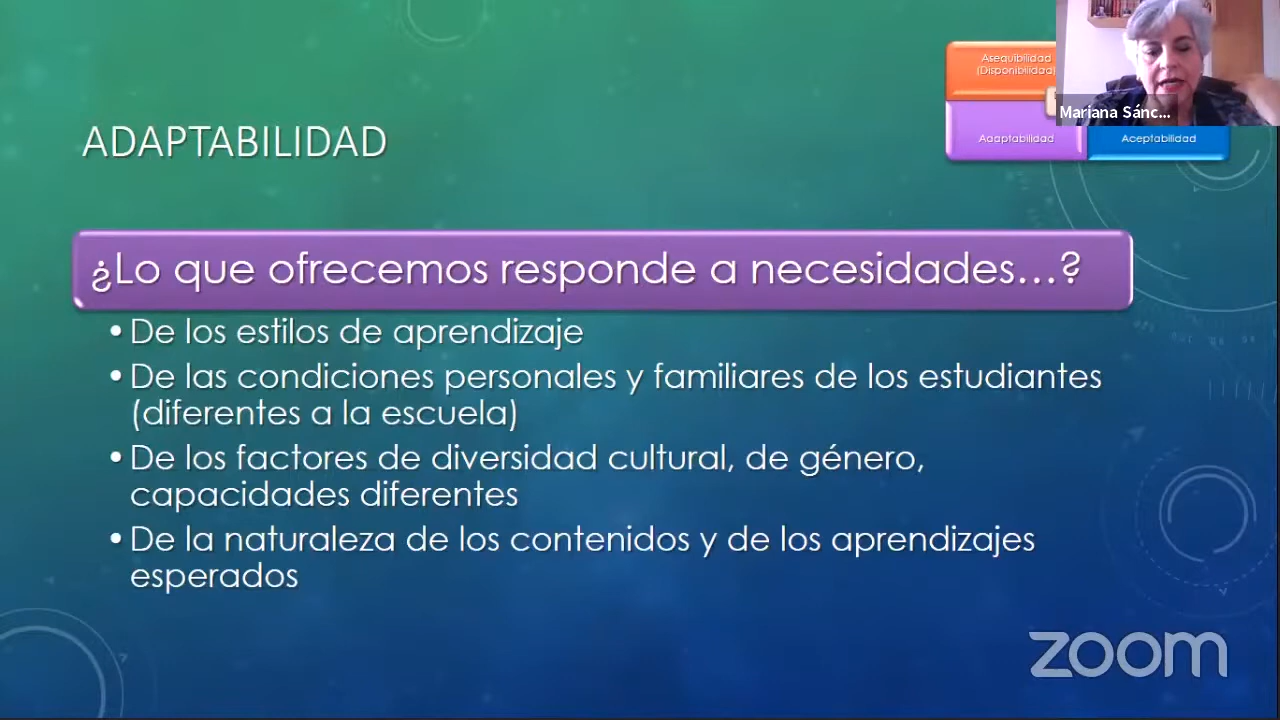 Asequibilidad
(Disponibilidad)
Mariana Sánc...
ADAPTABILIDAD
Adaptabilidad
Aceptabilidad
¿Lo que ofrecemos responde a necesidades...?
• De los estilos de aprendizaje
• De las condiciones personales y familiares de los estudiantes
(diferentes a la escuela)
• De los factores de diversidad cultural, de género,
capacidades diferentes
• De la naturaleza de los contenidos y de los aprendizajes
esperados
zoom